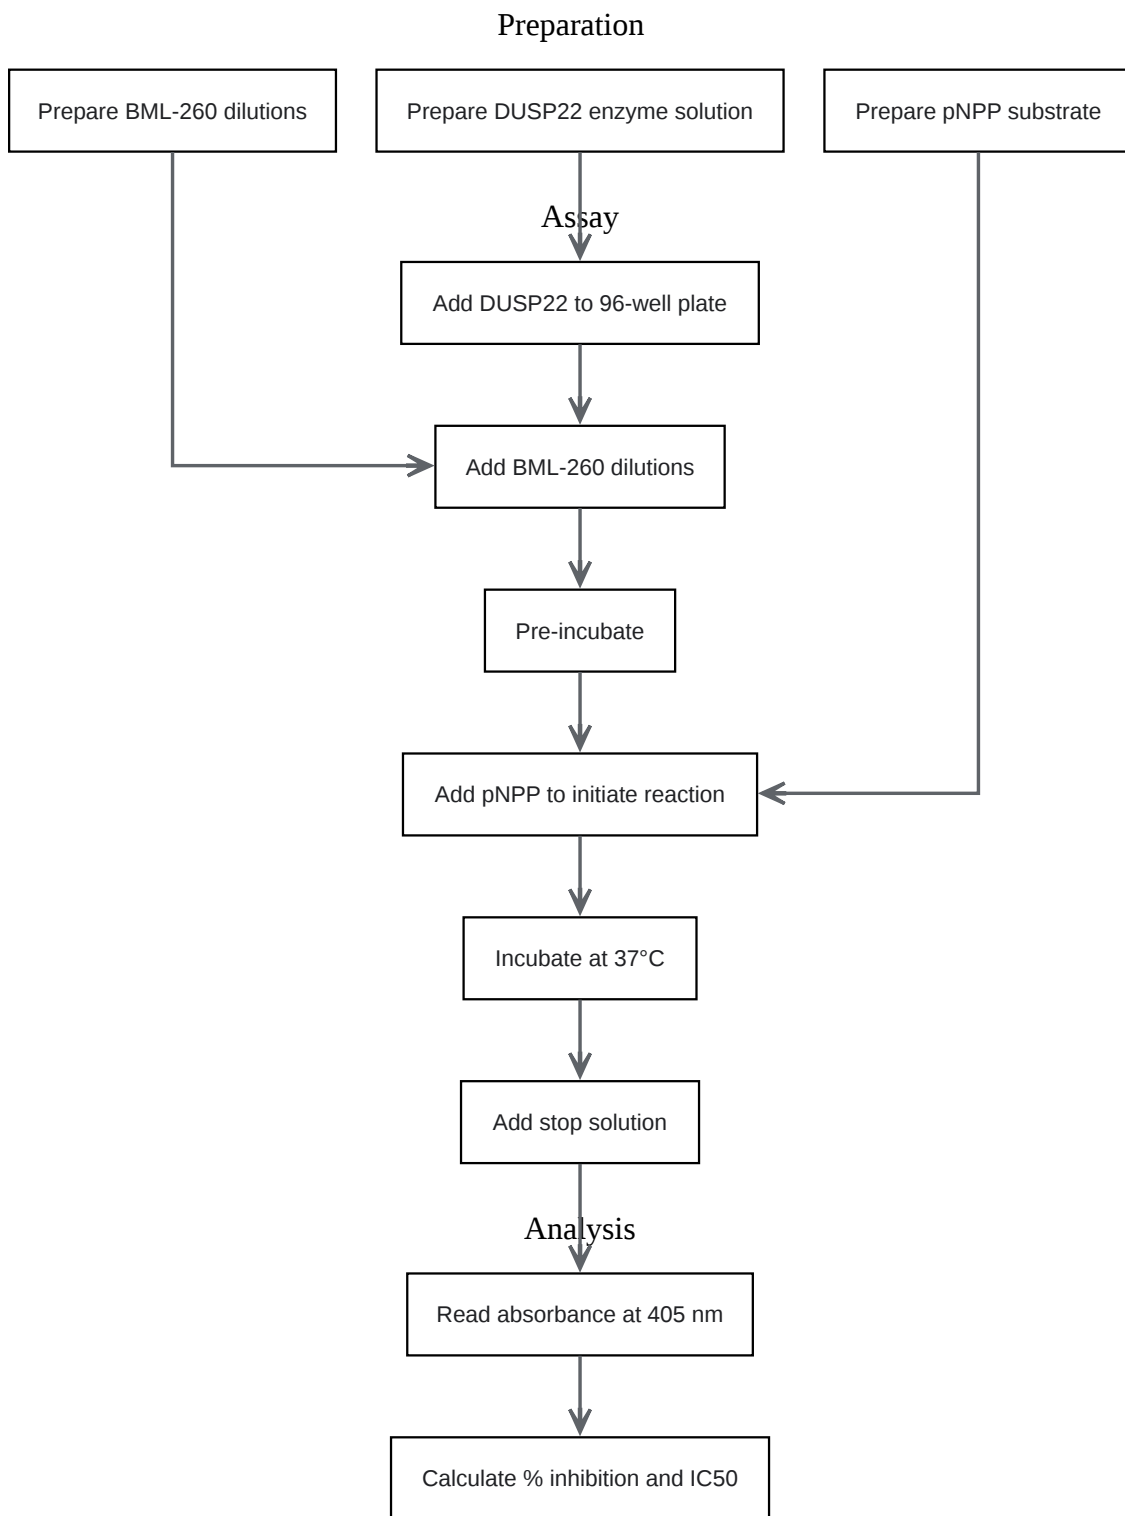 Preparation
Prepare BML-260 dilutions
Prepare DUSP22 enzyme solution
Prepare pNPP substrate
Assay
Add DUSP22 to 96-well plate
Add BML-260 dilutions
Pre-incubate
Add pNPP to initiate reaction
Incubate at 37°C
Add stop solution
Analysis
Read absorbance at 405 nm
Calculate % inhibition and IC50